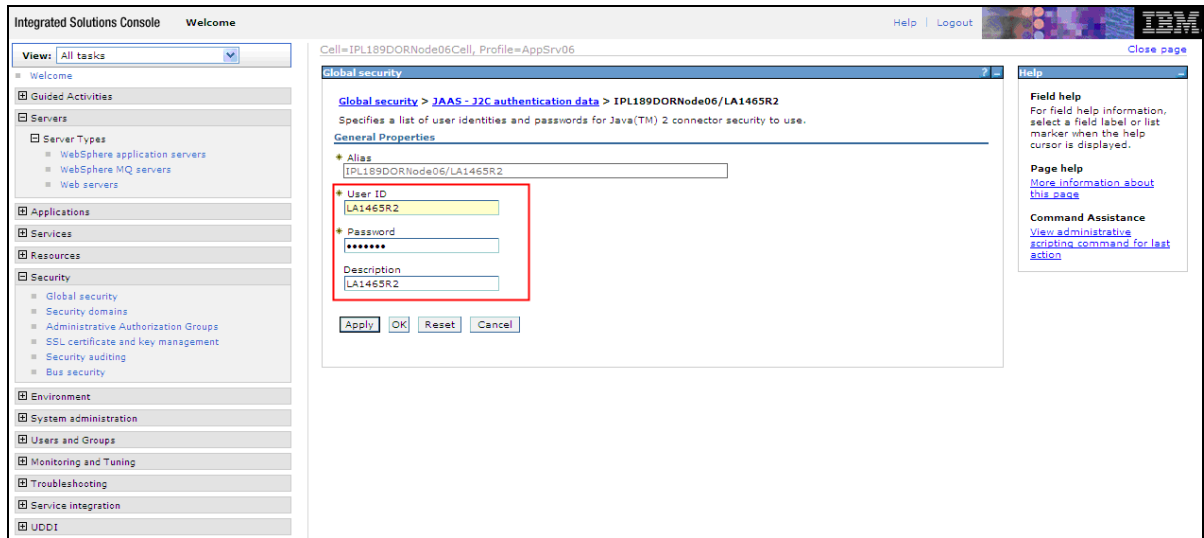 Integrated Solutions Console Welcome
Help | Logout
IBM
View: All tasks
Cell=IPL189DORNode06Cell, Profile=AppSrv06
Close page
Welcome
Guided Activities
Servers
Server Types
WebSphere application servers
WebSphere MQ servers
Web servers
Applications
Services
Resources
Security
Global security
Security domains
Administrative Authorization Groups
SSL certificate and key management
Security auditing
Bus security
Environment
System administration
Users and Groups
Monitoring and Tuning
Troubleshooting
Service integration
UDDI
Global security ? -
Global security > JAAS - J2C authentication data > IPL189DORNode06/LA1465R2
Specifies a list of user identities and passwords for Java(TM) 2 connector security to use.
General Properties
* Alias
IPL189DORNode06/LA1465R2
* User ID
LA1465R2
* Password
•••••••
Description
LA1465R2
Apply OK Reset Cancel
Help -
Field help
For field help information,
select a field label or list
marker when the help
cursor is displayed.
Page help
More information about
this page
Command Assistance
View administrative
scripting command for last
action